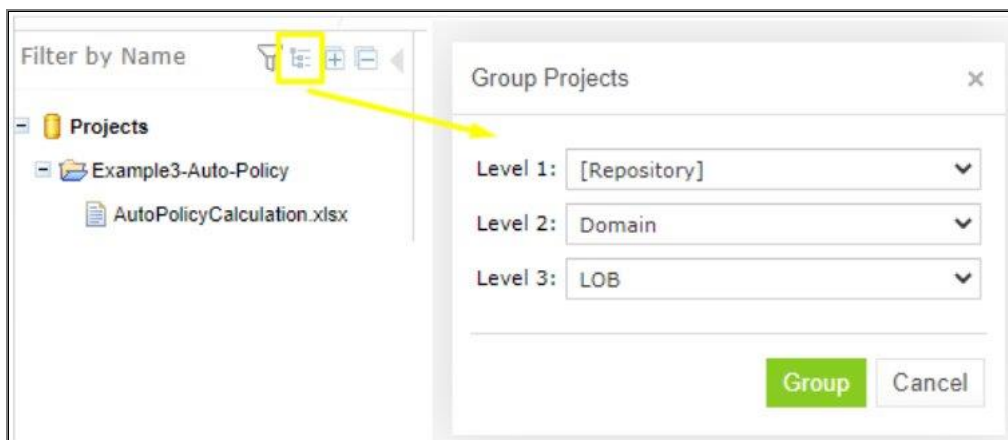 Filter by Name
Projects
Example3-Auto-Policy
AutoPolicyCalculation.xlsx
Group Projects
Level 1: [Repository]
Level 2: Domain
Level 3: LOB
Group Cancel